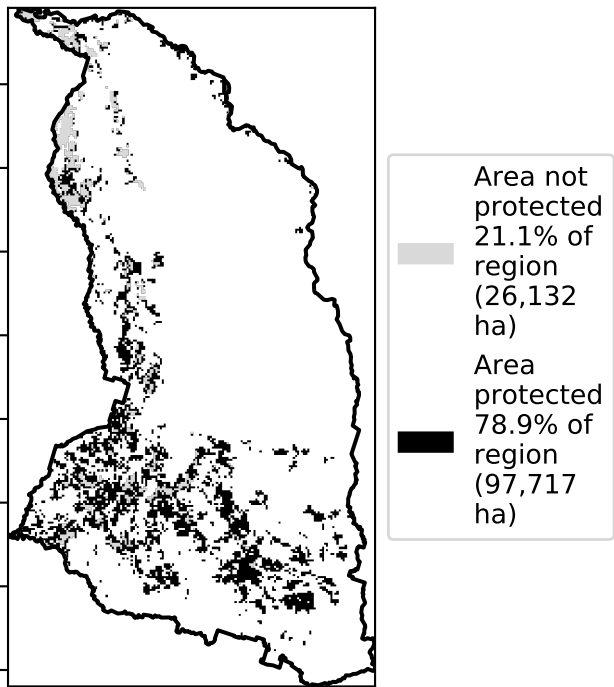 Area not
protected
21.1% of
region
(26,132
ha)
Area
protected
78.9% of
region
(97,717
ha)